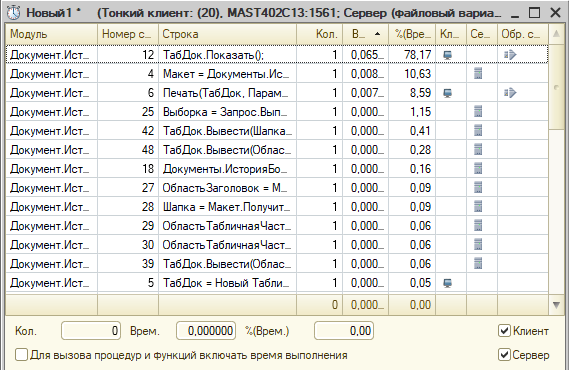 Новый1 * (Тонкий клиент: (20), MAST402C13:1561; Сервер (файловый вариа...
Модуль Номер с... Строка Кол. В... %(Вре... Кл... Се... Обр. с...
Документ.Ист... 12 ТабДок.Показать(); 1 0,065... 78,17
Документ.Ист... 4 Макет = Документы.Ис... 1 0,008... 10,63
Документ.Ист... 6 Печать(ТабДок, Парам... 1 0,007... 8,59
Документ.Ист... 25 Выборка = Запрос.Вып... 1 0,000... 1,15
Документ.Ист... 42 ТабДок.Вывести(Шапка... 1 0,000... 0,41
Документ.Ист... 48 ТабДок.Вывести(Облас... 1 0,000... 0,28
Документ.Ист... 18 Документы.ИсторияБо... 1 0,000... 0,16
Документ.Ист... 27 ОбластьЗаголовок = М... 1 0,000... 0,09
Документ.Ист... 28 Шапка = Макет.Получит... 1 0,000... 0,09
Документ.Ист... 29 ОбластьТабличнаяЧаст... 1 0,000... 0,06
Документ.Ист... 30 ОбластьТабличнаяЧаст... 1 0,000... 0,06
Документ.Ист... 39 ТабДок.Вывести(Облас... 1 0,000... 0,06
Документ.Ист... 5 ТабДок = Новый Табли... 1 0,000... 0,05
0 0,000... 0,00
Кол. 0 Врем. 0,000000 %(Врем.) 0,00 Клиент
Для вызова процедур и функций включать время выполнения Сервер